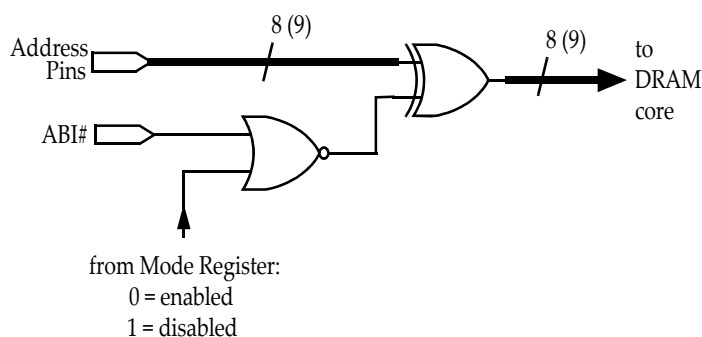 Address
Pins
8 (9)
8 (9)
to
DRAM
core
ABI#
from Mode Register:
0 = enabled
1 = disabled